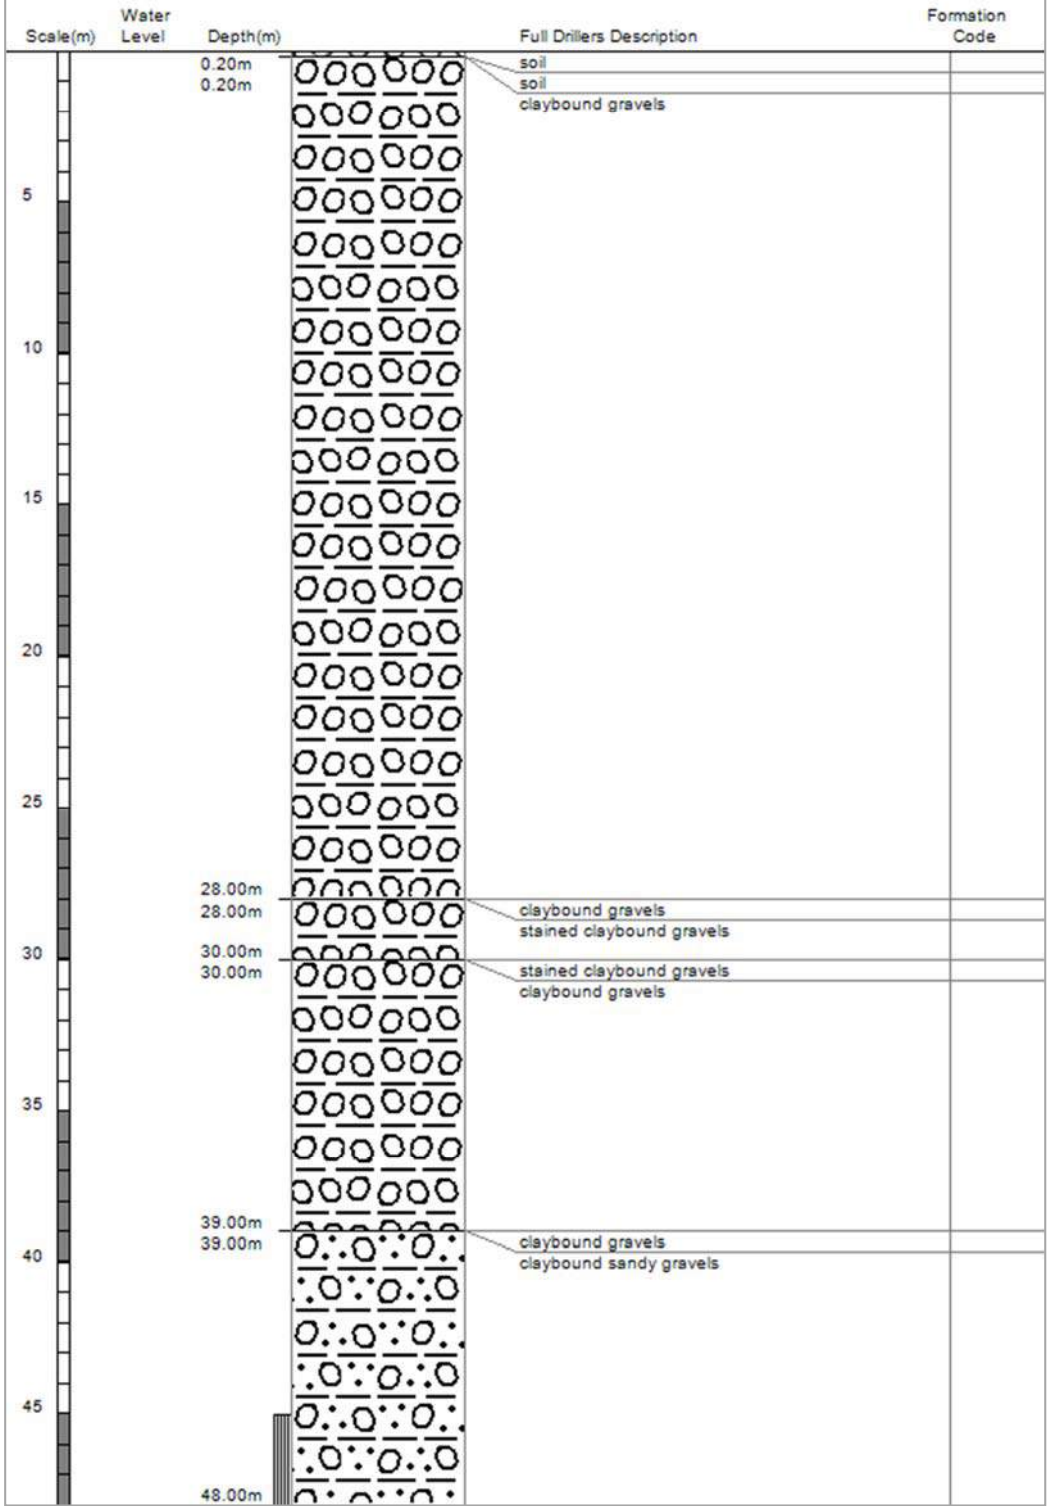 Water Formation
Scale(m) Level Depth(m) Full Drillers Description Code
0.20m soil
0.20m soil
claybound gravels
5
10
15
20
25
28.00m
28.00m claybound gravels
stained claybound gravels
30 30.00m
30.00m stained claybound gravels
claybound gravels
35
39.00m
39.00m claybound gravels
40 claybound sandy gravels
45
48.00m